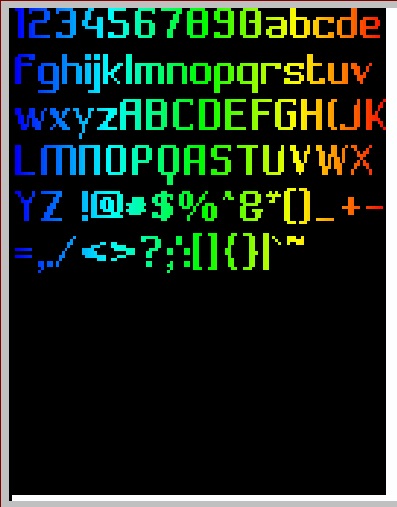 1234567890abcde
fghijklmnopqrstuv
wxyzABCDEFGHIJK
LMNOPQRSTUVWX
YZ !@#$%^&*()_+-
=,./ <>?;':[]{}|`~